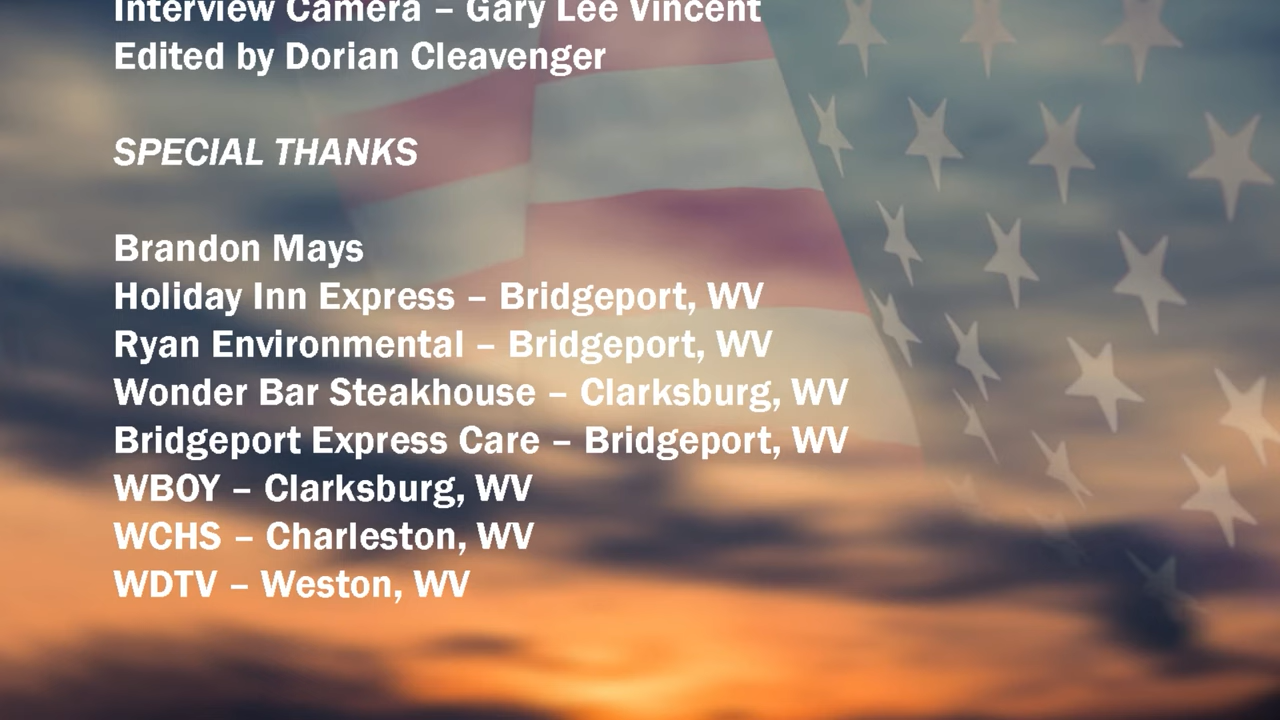 Interview Camera – Gary Lee Vincent
Edited by Dorian Cleavenger
SPECIAL THANKS
Brandon Mays
Holiday Inn Express – Bridgeport, WV
Ryan Environmental – Bridgeport, WV
Wonder Bar Steakhouse – Clarksburg, WV
Bridgeport Express Care – Bridgeport, WV
WBOY – Clarksburg, WV
WCHS – Charleston, WV
WDTV – Weston, WV